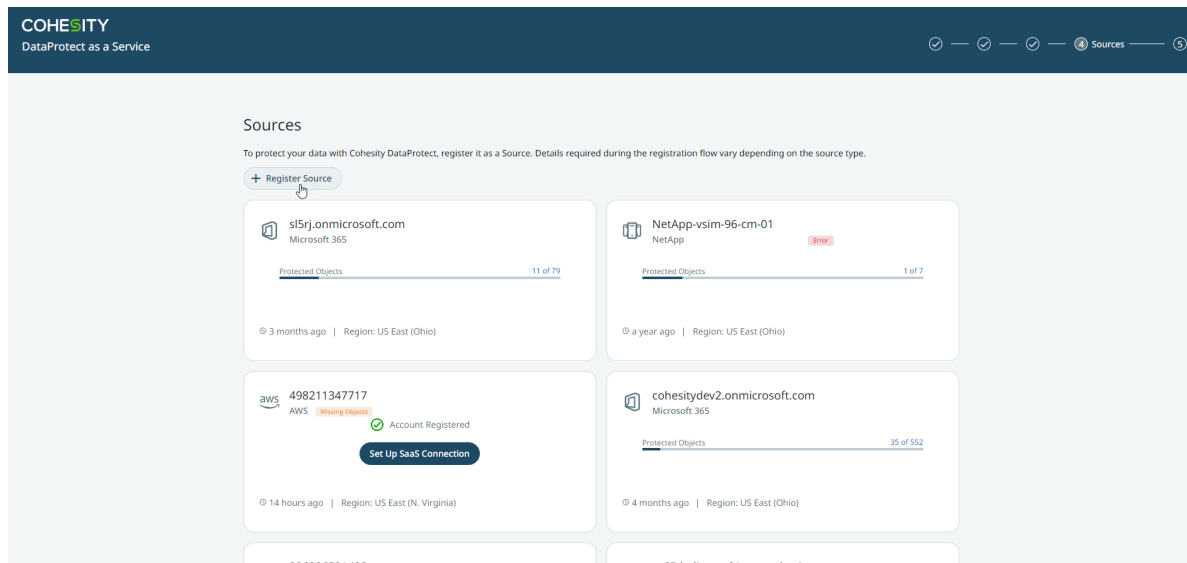 COHESITY
DataProtect as a Service
4 Sources
5
Sources
To protect your data with Cohesity DataProtect, register it as a Source. Details required during the registration flow vary depending on the source type.
+ Register Source
sl5rj.onmicrosoft.com
Microsoft 365
Protected Objects 11 of 79
3 months ago | Region: US East (Ohio)
NetApp-vsim-96-cm-01
NetApp Error
Protected Objects 1 of 7
a year ago | Region: US East (Ohio)
aws 498211347717
AWS Missing Objects
Account Registered
Set Up SaaS Connection
14 hours ago | Region: US East (N. Virginia)
cohesitydev2.onmicrosoft.com
Microsoft 365
Protected Objects 35 of 552
4 months ago | Region: US East (Ohio)